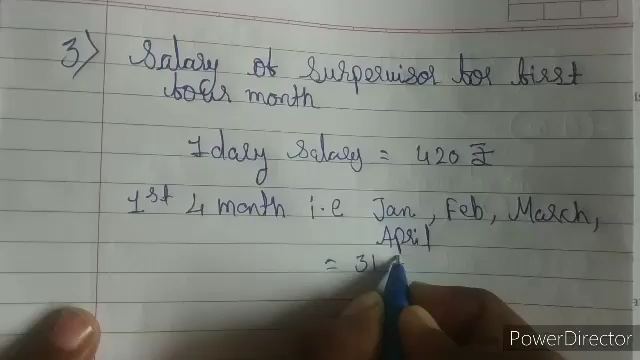 3) Salary of Surpervisor for first
four month
1 day Salary = 420 ₹
1st 4 month i.e Jan, Feb, March,
April
= 31
PowerDirector